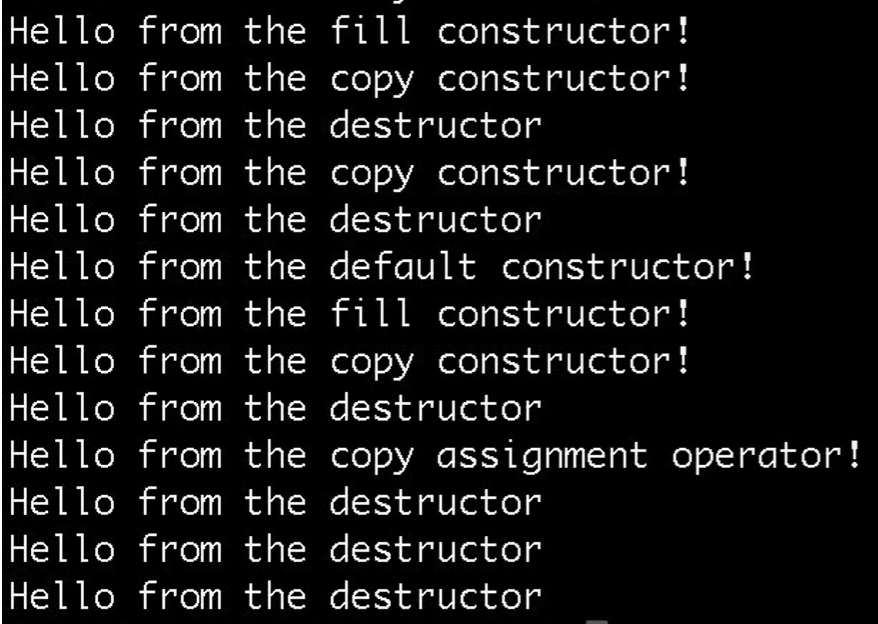 Hello from the fill constructor!
Hello from the copy constructor!
Hello from the destructor
Hello from the copy constructor!
Hello from the destructor
Hello from the default constructor!
Hello from the fill constructor!
Hello from the copy constructor!
Hello from the destructor
Hello from the copy assignment operator!
Hello from the destructor
Hello from the destructor
Hello from the destructor